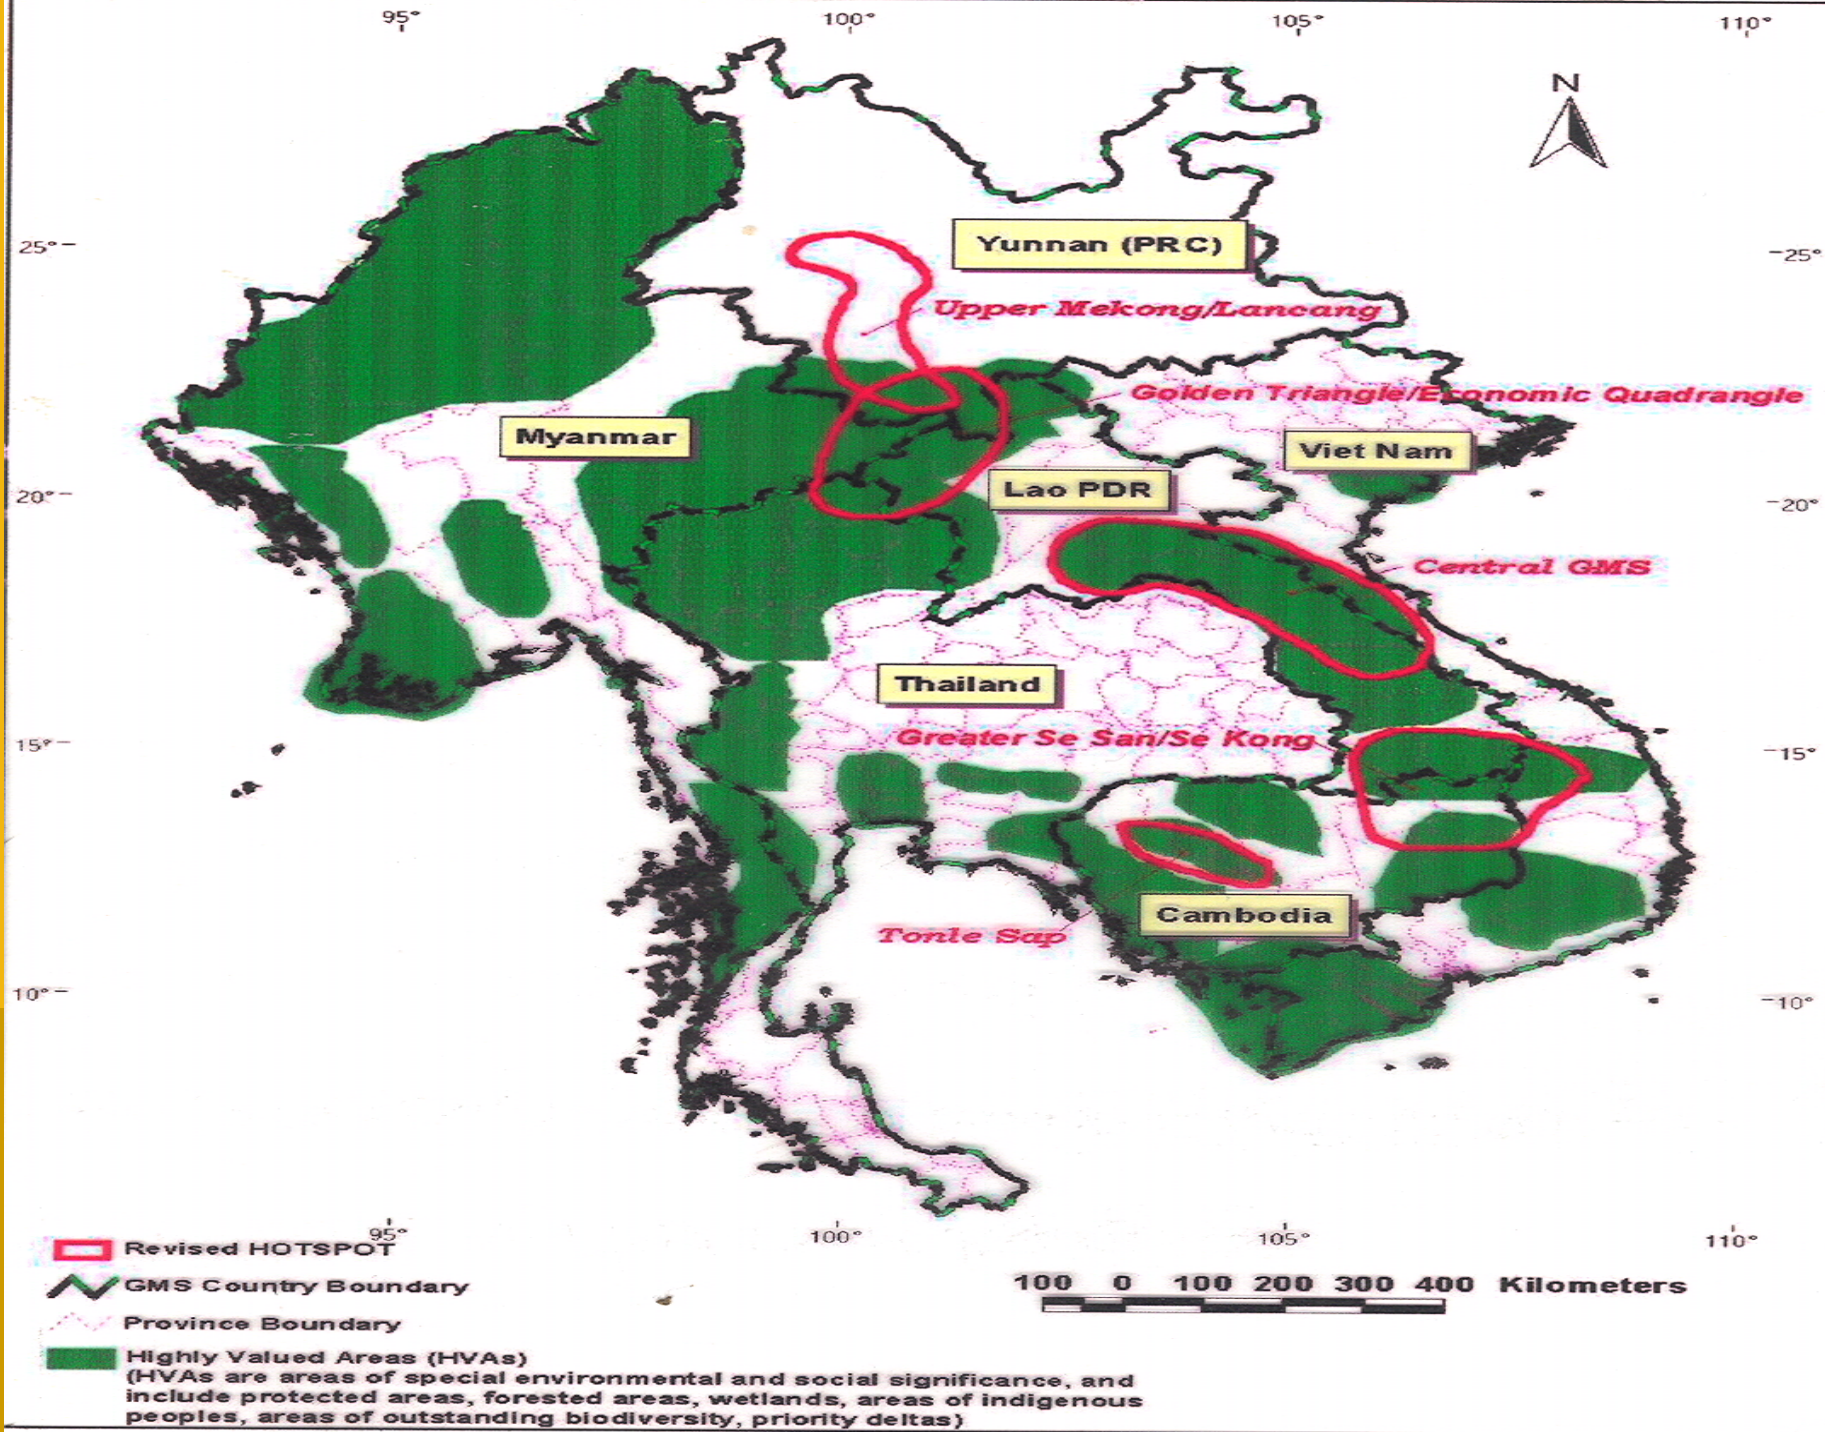 95° 100° 105° 110°
N
25° 25°
Yunnan (PRC)
Upper Mekong/Lancang
Golden Triangle/Economic Quadrangle
Myanmar
Viet Nam
Lao PDR
20° 20°
Central GMS
Thailand
Greater Se San/Se Kong
15° 15°
Cambodia
Tonle Sap
10° 10°
95° 100° 105° 110°
Revised HOTSPOT
GMS Country Boundary
100 0 100 200 300 400 Kilometers
Province Boundary
Highly Valued Areas (HVAs)
(HVAs are areas of special environmental and social significance, and
include protected areas, forested areas, wetlands, areas of indigenous
peoples, areas of outstanding biodiversity, priority deltas)